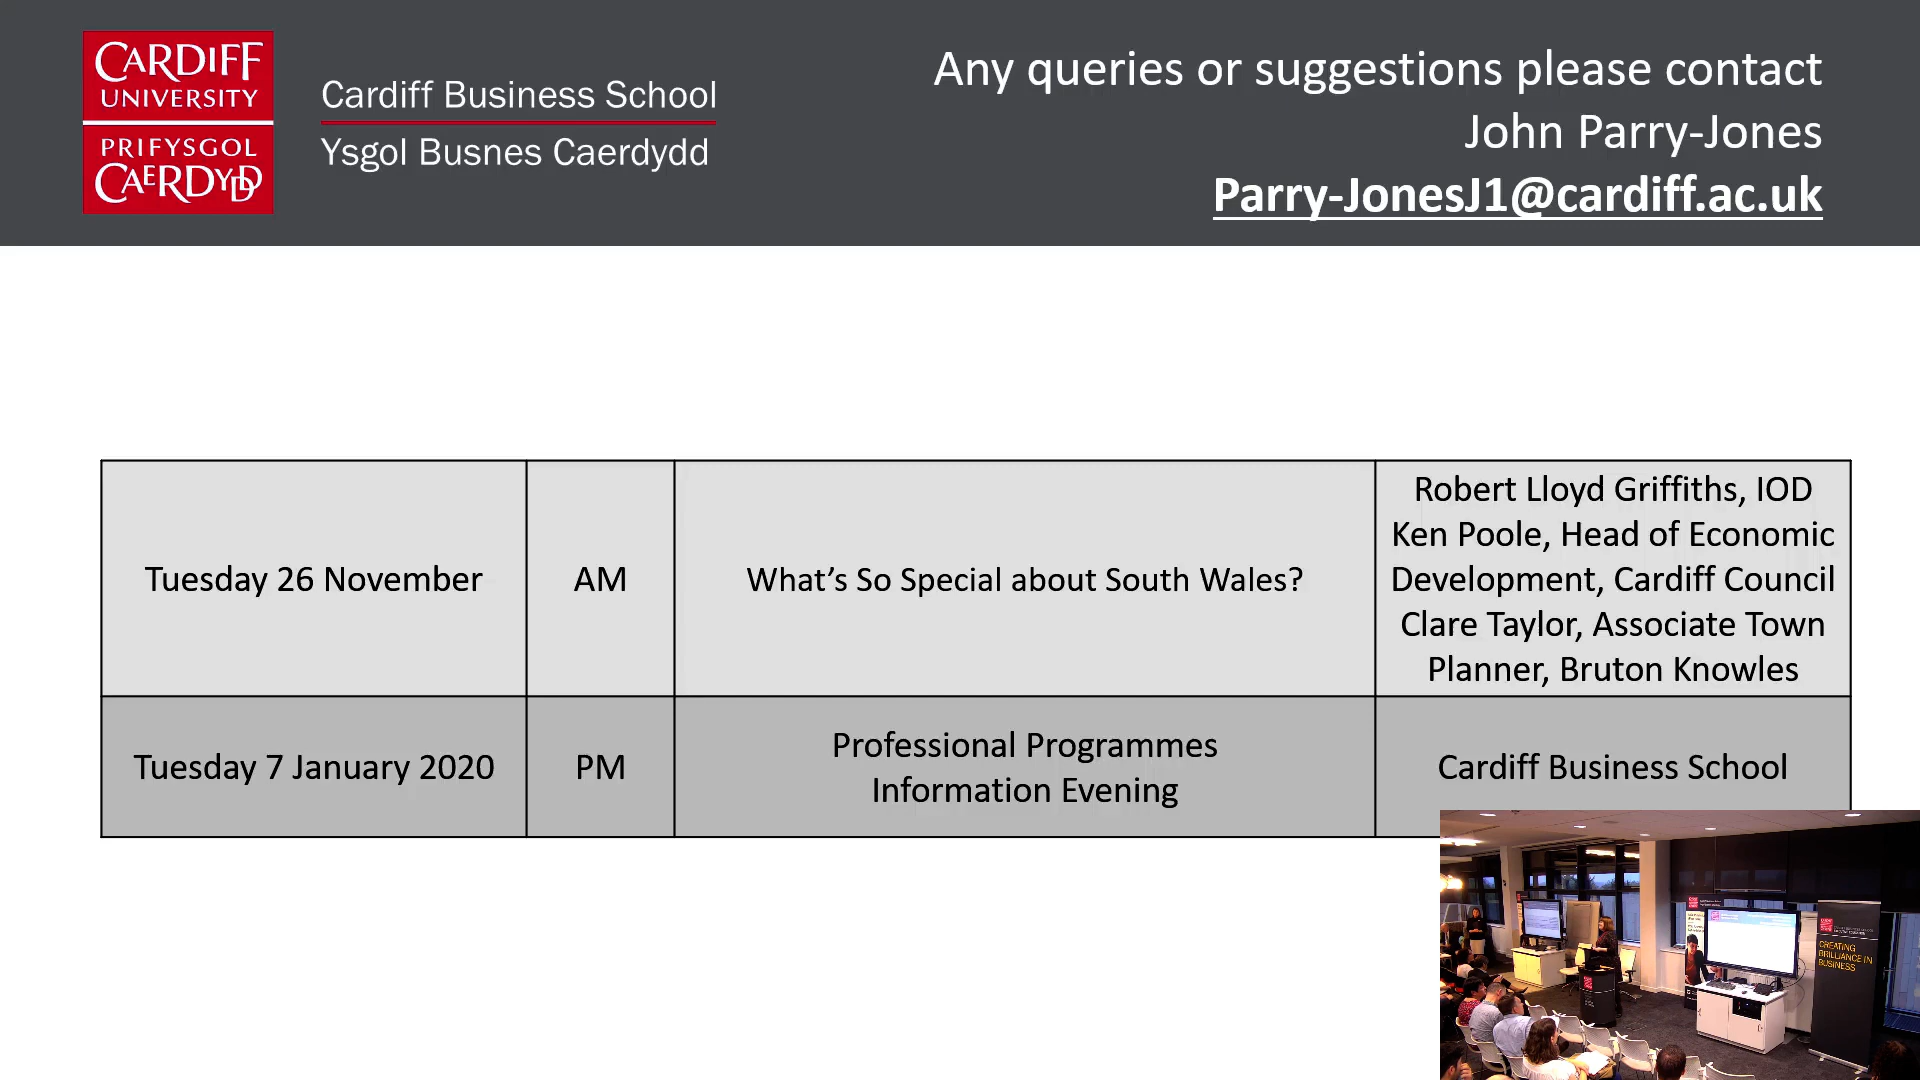 CARDIFF
UNIVERSITY
PRIFYSGOL
CAERDYDD
Cardiff Business School
Ysgol Busnes Caerdydd
Any queries or suggestions please contact
John Parry-Jones
Parry-JonesJ1@cardiff.ac.uk
Tuesday 26 November
AM
What’s So Special about South Wales?
Robert Lloyd Griffiths, IOD
Ken Poole, Head of Economic
Development, Cardiff Council
Clare Taylor, Associate Town
Planner, Bruton Knowles
Tuesday 7 January 2020
PM
Professional Programmes
Information Evening
Cardiff Business School
CREATING
BRILLIANCE IN
BUSINESS